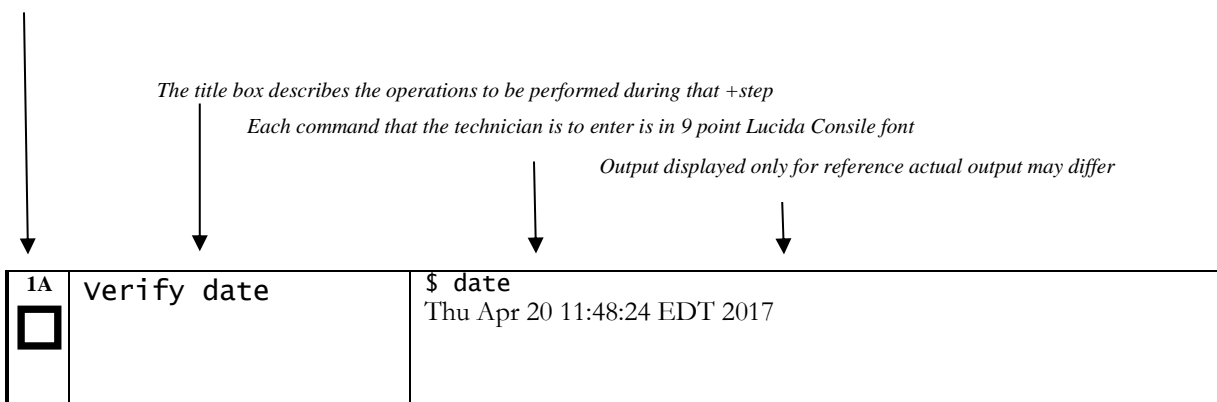 The title box describes the operations to be performed during that +step
Each command that the technician is to enter is in 9 point Lucida Consile font
Output displayed only for reference actual output may differ
1A
Verify date
$ date
Thu Apr 20 11:48:24 EDT 2017